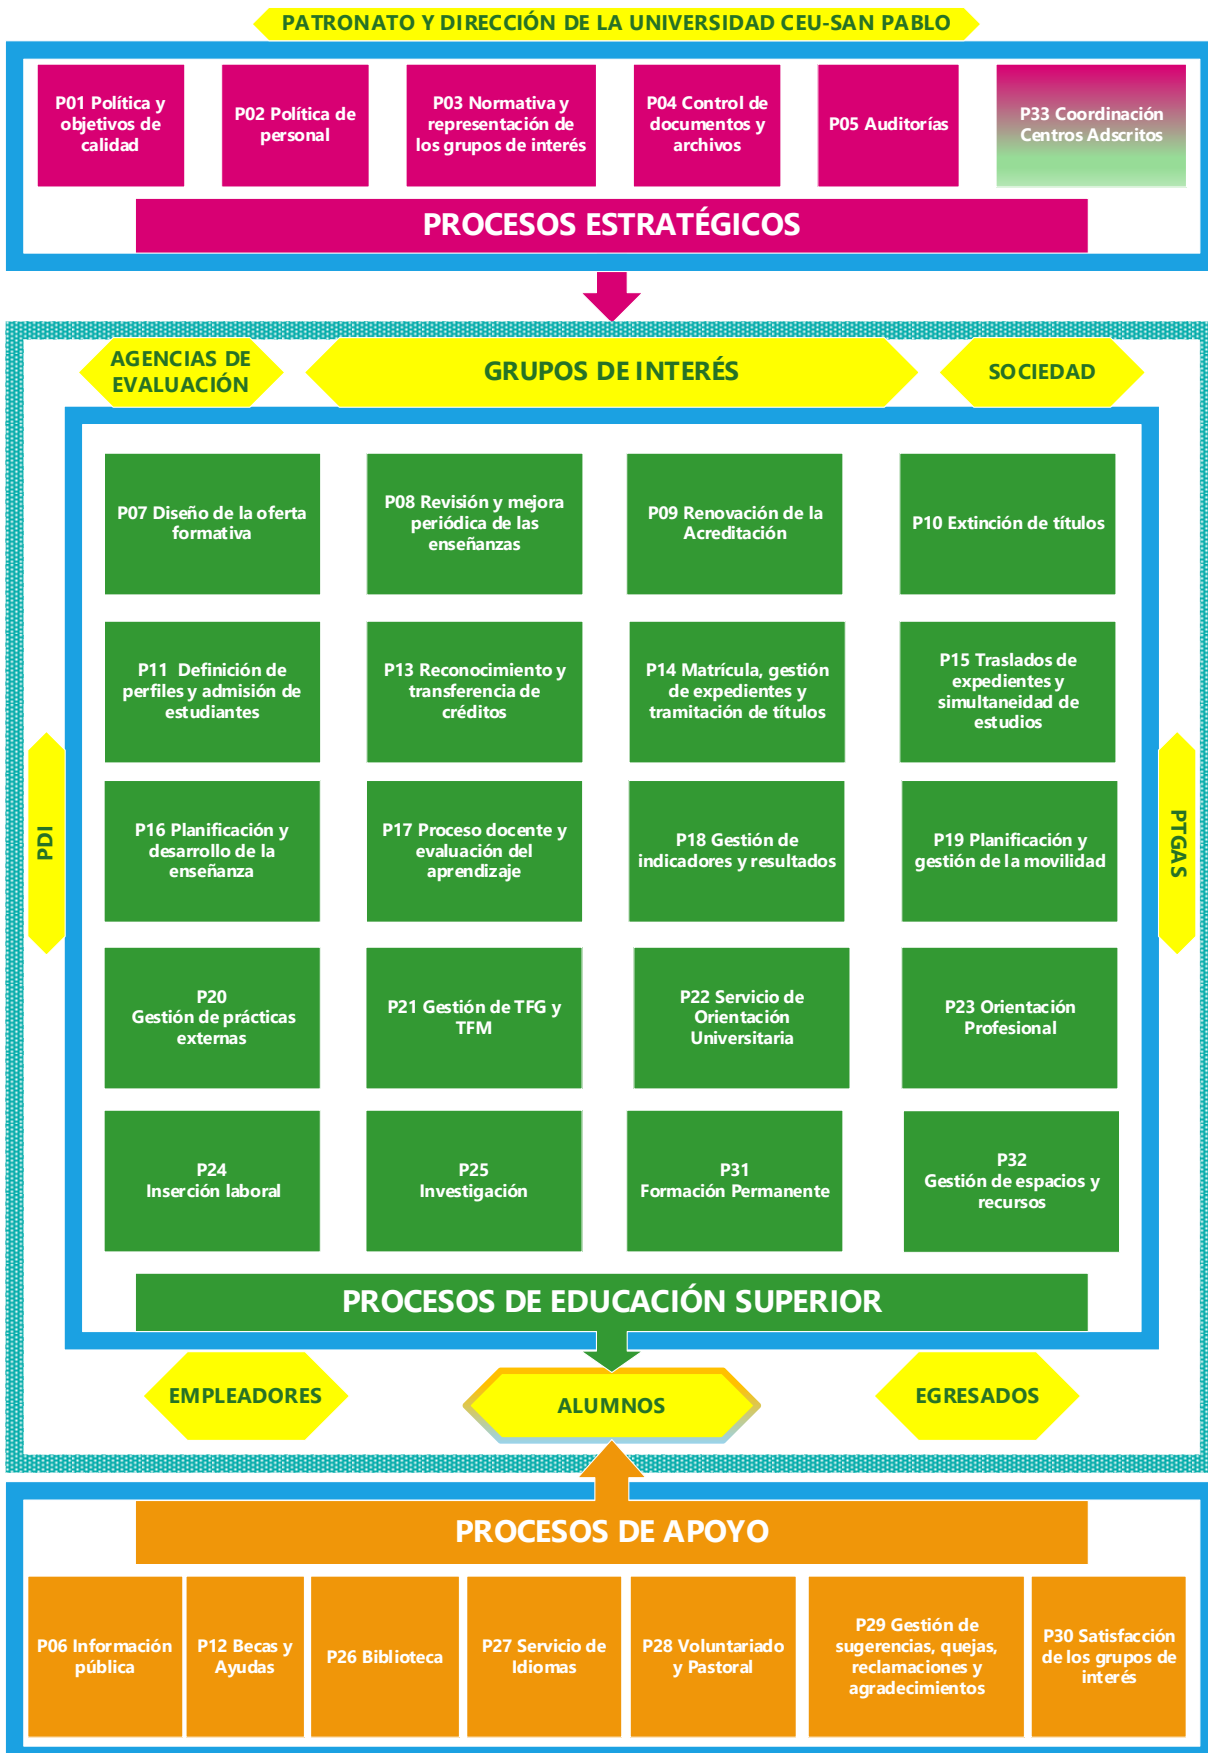 PATRONATO Y DIRECCIÓN DE LA UNIVERSIDAD CEU-SAN PABLO
P01 Política y
objetivos de
calidad
P02 Política de
personal
P03 Normativa y
representación de
los grupos de interés
P04 Control de
documentos y
archivos
P05 Auditorías
P33 Coordinación
Centros Adscritos
PROCESOS ESTRATÉGICOS
AGENCIAS DE
EVALUACIÓN
GRUPOS DE INTERÉS
SOCIEDAD
P07 Diseño de la oferta
formativa
P08 Revisión y mejora
periódica de las
enseñanzas
P09 Renovación de la
Acreditación
P10 Extinción de títulos
P11 Definición de
perfiles y admisión de
estudiantes
P13 Reconocimiento y
transferencia de
créditos
P14 Matrícula, gestión
de expedientes y
tramitación de títulos
P15 Traslados de
expedientes y
simultaneidad de
estudios
PDI
PTGAS
P16 Planificación y
desarrollo de la
enseñanza
P17 Proceso docente y
evaluación del
aprendizaje
P18 Gestión de
indicadores y resultados
P19 Planificación y
gestión de la movilidad
P20
Gestión de prácticas
externas
P21 Gestión de TFG y
TFM
P22 Servicio de
Orientación
Universitaria
P23 Orientación
Profesional
P24
Inserción laboral
P25
Investigación
P31
Formación Permanente
P32
Gestión de espacios y
recursos
PROCESOS DE EDUCACIÓN SUPERIOR
EMPLEADORES
ALUMNOS
EGRESADOS
PROCESOS DE APOYO
P06 Información
pública
P12 Becas y
Ayudas
P26 Biblioteca
P27 Servicio de
Idiomas
P28 Voluntariado
y Pastoral
P29 Gestión de
sugerencias, quejas,
reclamaciones y
agradecimientos
P30 Satisfacción
de los grupos de
interés